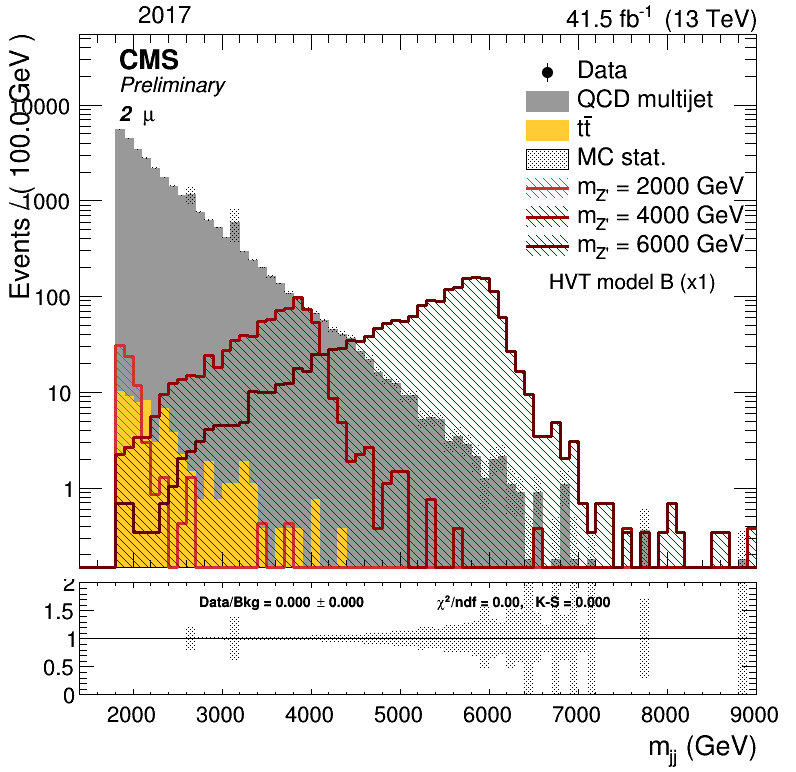 2017
41.5 fb⁻¹ (13 TeV)
CMS
Preliminary
2 μ
Data
QCD multijet
tt̄
MC stat.
m_Z' = 2000 GeV
m_Z' = 4000 GeV
m_Z' = 6000 GeV
HVT model B (x1)
Events / ( 100.0 GeV )
10000
1000
100
10
1
Data/Bkg = 0.000 ± 0.000
χ²/ndf = 0.00, K-S = 0.000
2
1.5
1
0.5
0
2000 3000 4000 5000 6000 7000 8000 9000
m_jj (GeV)